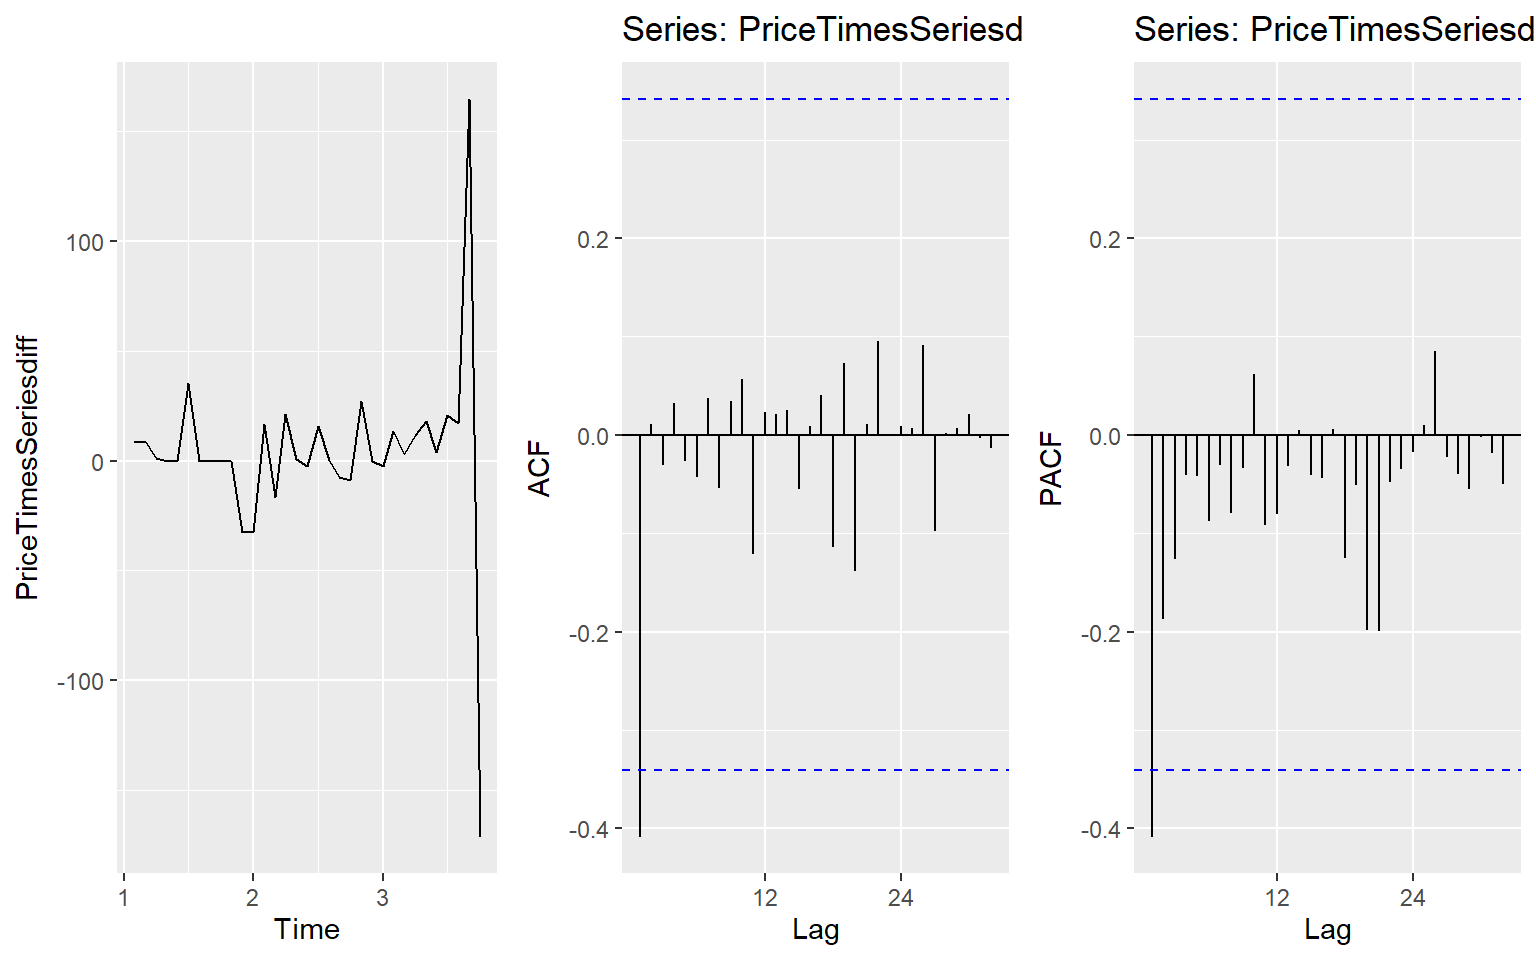 PriceTimesSeriesdiff
100
0
-100
1
2
3
Time
Series: PriceTimesSeriesd
ACF
0.2
0.0
-0.2
-0.4
12
24
Lag
Series: PriceTimesSeriesd
PACF
0.2
0.0
-0.2
-0.4
12
24
Lag